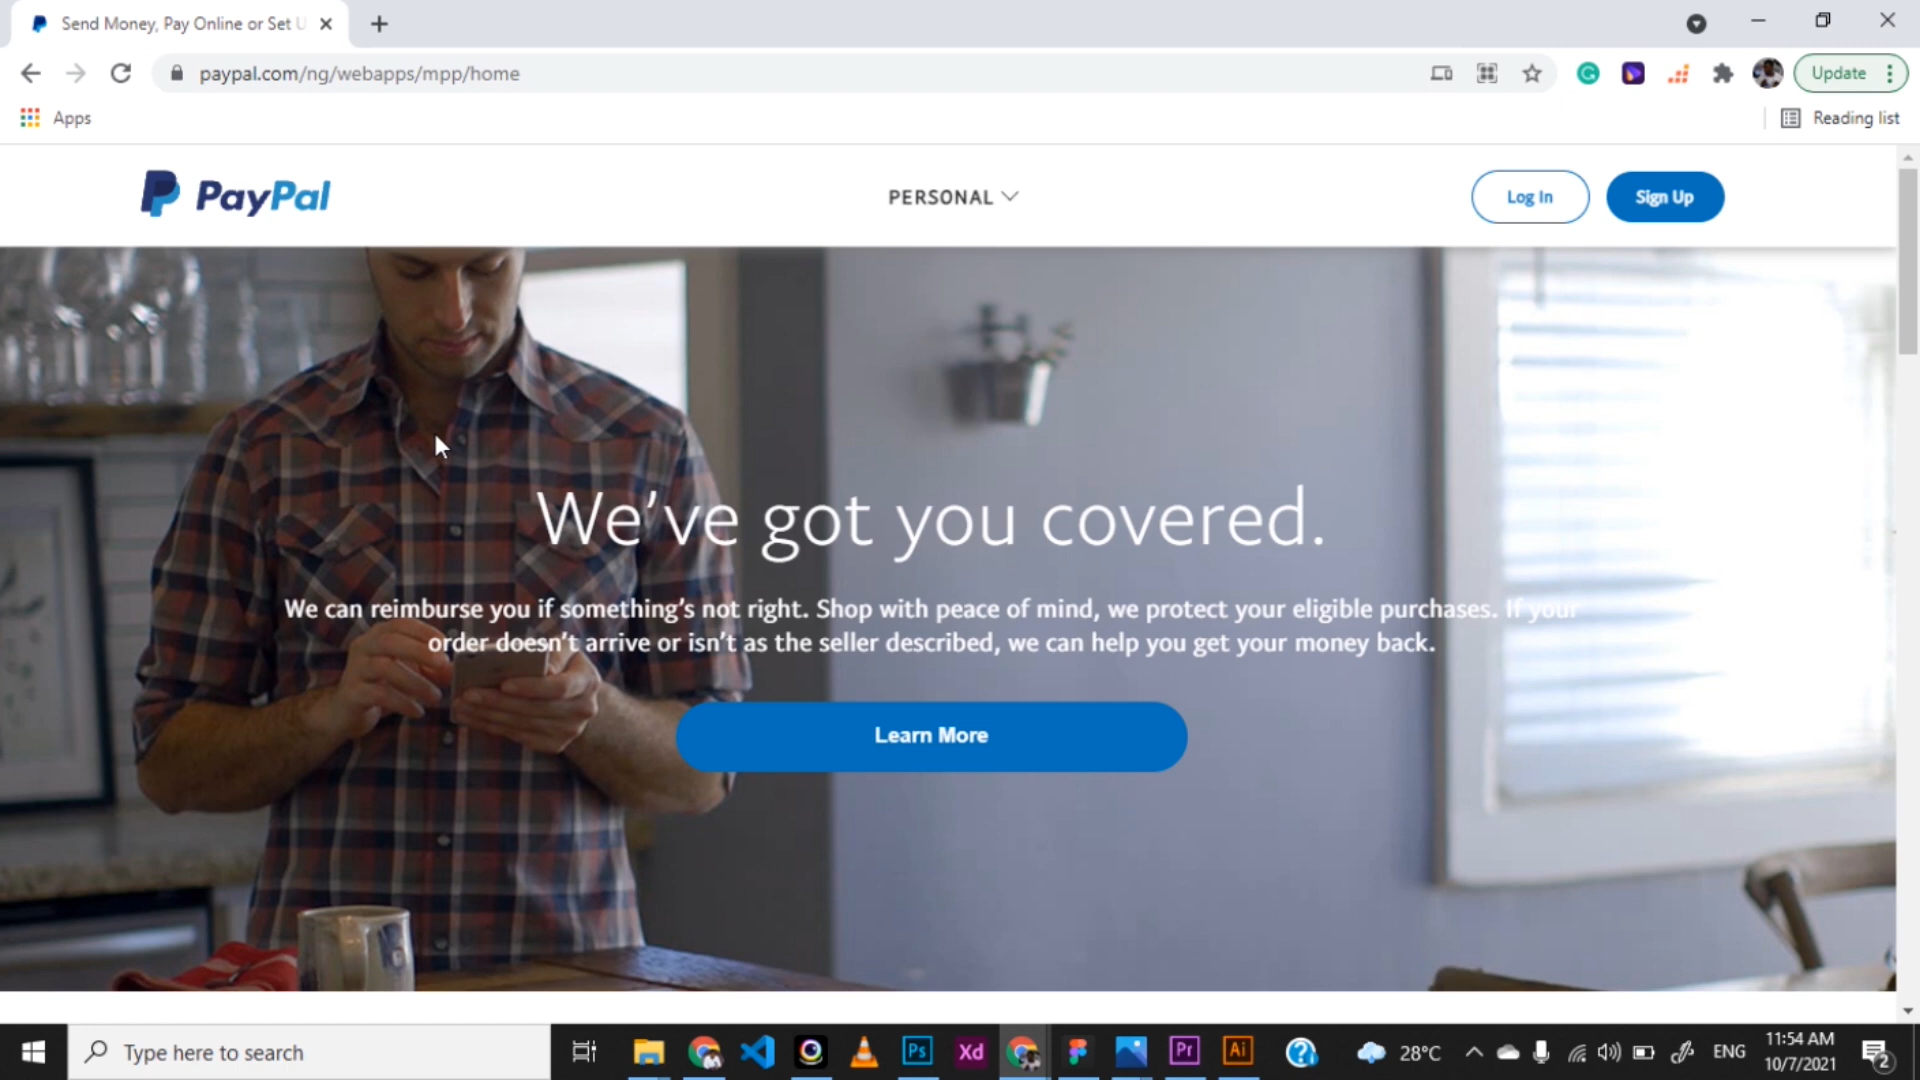 Send Money, Pay Online or Set U
paypal.com/ng/webapps/mpp/home
Update
Apps
Reading list
PayPal
PERSONAL
Log In
Sign Up
We've got you covered.
We can reimburse you if something's not right. Shop with peace of mind, we protect your eligible purchases. If your
order doesn't arrive or isn't as the seller described, we can help you get your money back.
Learn More
Type here to search
Ps
Xd
Pr
Ai
28°C
ENG
11:54 AM
10/7/2021
2